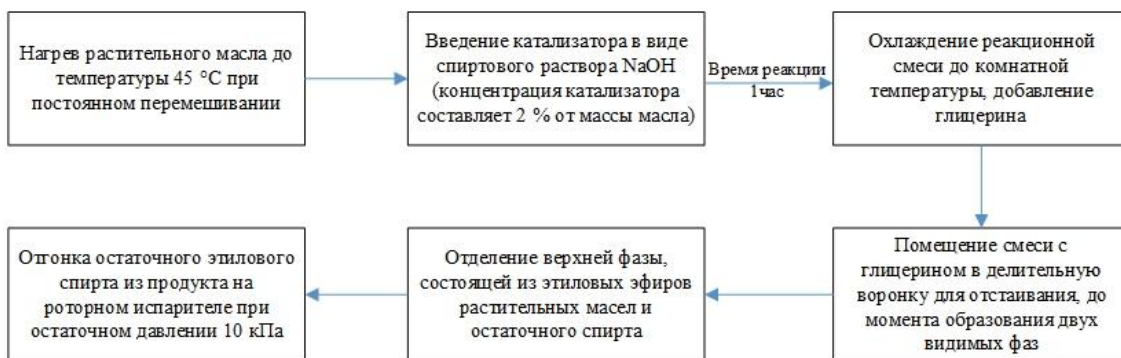 Нагрев растительного масла до
температуры 45 °C при
постоянном перемешивании
Введение катализатора в виде
спиртового раствора NaOH
(концентрация катализатора
составляет 2 % от массы масла)
Время реакции
1час
Охлаждение реакционной
смеси до комнатной
температуры, добавление
глицерина
Помещение смеси с
глицерином в делительную
воронку для отстаивания, до
момента образования двух
видимых фаз
Отделение верхней фазы,
состоящей из этиловых эфиров
растительных масел и
остаточного спирта
Отгонка остаточного этилового
спирта из продукта на
роторном испарителе при
остаточном давлении 10 кПа